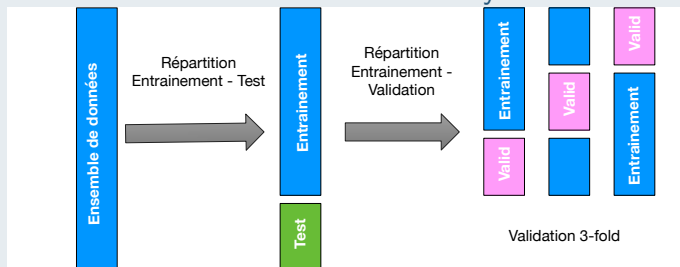 Ensemble de données
Répartition
Entrainement - Test
Entrainement
Test
Répartition
Entrainement -
Validation
Entrainement
Valid
Valid
Valid
Entrainement
Validation 3-fold